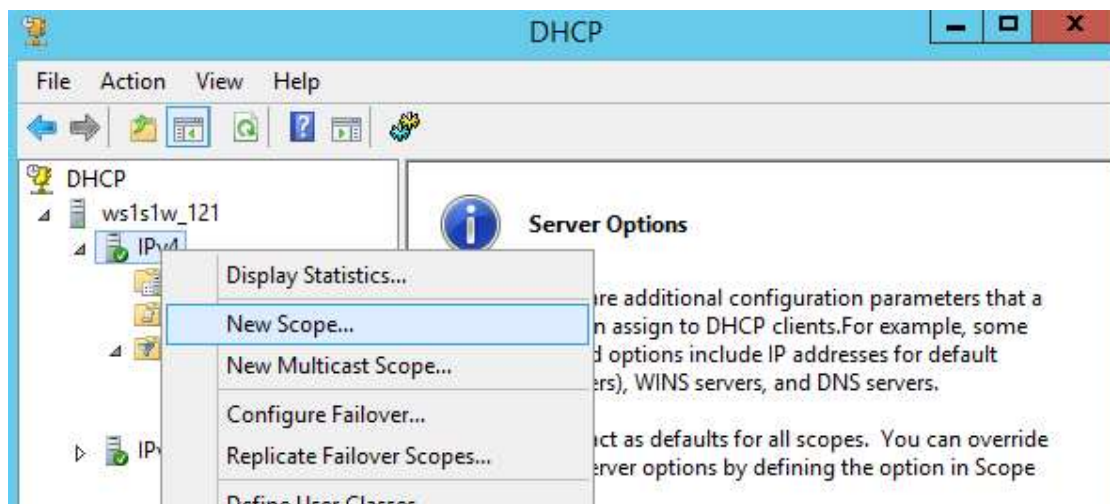 DHCP
X
File Action View Help
DHCP
ws1s1w_121
IPv4
Display Statistics...
New Scope...
New Multicast Scope...
Configure Failover...
Replicate Failover Scopes...
Server Options
are additional configuration parameters that a
assign to DHCP clients.For example, some
options include IP addresses for default
WINS servers, and DNS servers.
act as defaults for all scopes. You can override
options by defining the option in Scope